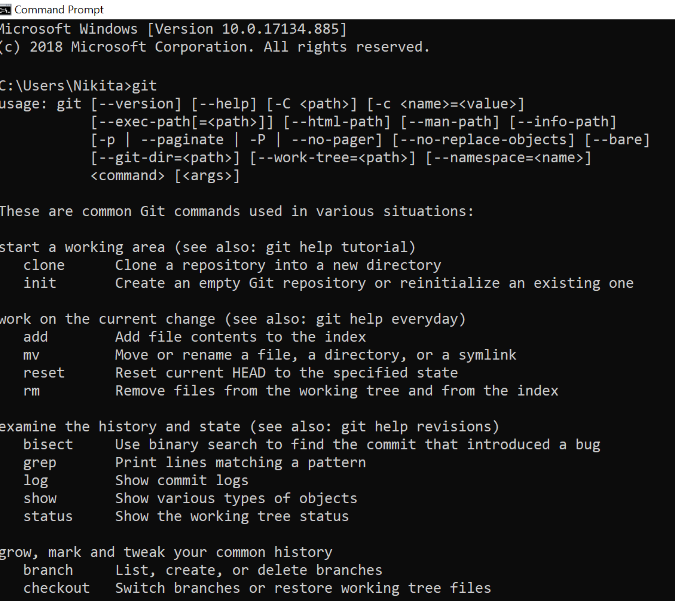 Command Prompt
Microsoft Windows [Version 10.0.17134.885]
(c) 2018 Microsoft Corporation. All rights reserved.
C:\Users\Nikita>git
usage: git [--version] [--help] [-C <path>] [-c <name>=<value>]
[--exec-path[=<path>]] [--html-path] [--man-path] [--info-path]
[-p | --paginate | -P | --no-pager] [--no-replace-objects] [--bare]
[--git-dir=<path>] [--work-tree=<path>] [--namespace=<name>]
<command> [<args>]
These are common Git commands used in various situations:
start a working area (see also: git help tutorial)
clone Clone a repository into a new directory
init Create an empty Git repository or reinitialize an existing one
work on the current change (see also: git help everyday)
add Add file contents to the index
mv Move or rename a file, a directory, or a symlink
reset Reset current HEAD to the specified state
rm Remove files from the working tree and from the index
examine the history and state (see also: git help revisions)
bisect Use binary search to find the commit that introduced a bug
grep Print lines matching a pattern
log Show commit logs
show Show various types of objects
status Show the working tree status
grow, mark and tweak your common history
branch List, create, or delete branches
checkout Switch branches or restore working tree files